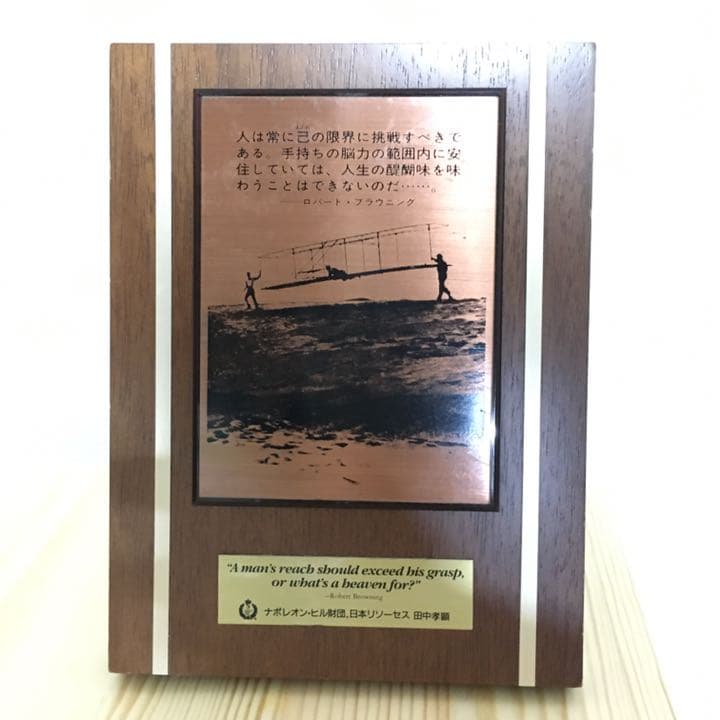 人は常に己の限界に挑戦すべきで
ある。手持ちの脳力の範囲内に安
住していては、人生の醍醐味を味
わうことはできないのだ……。
——ロバート・ブラウニング
"A man's reach should exceed his grasp,
or what's a heaven for?"
—Robert Browning
ナポレオン・ヒル財団、日本リソーセス 田中孝顕